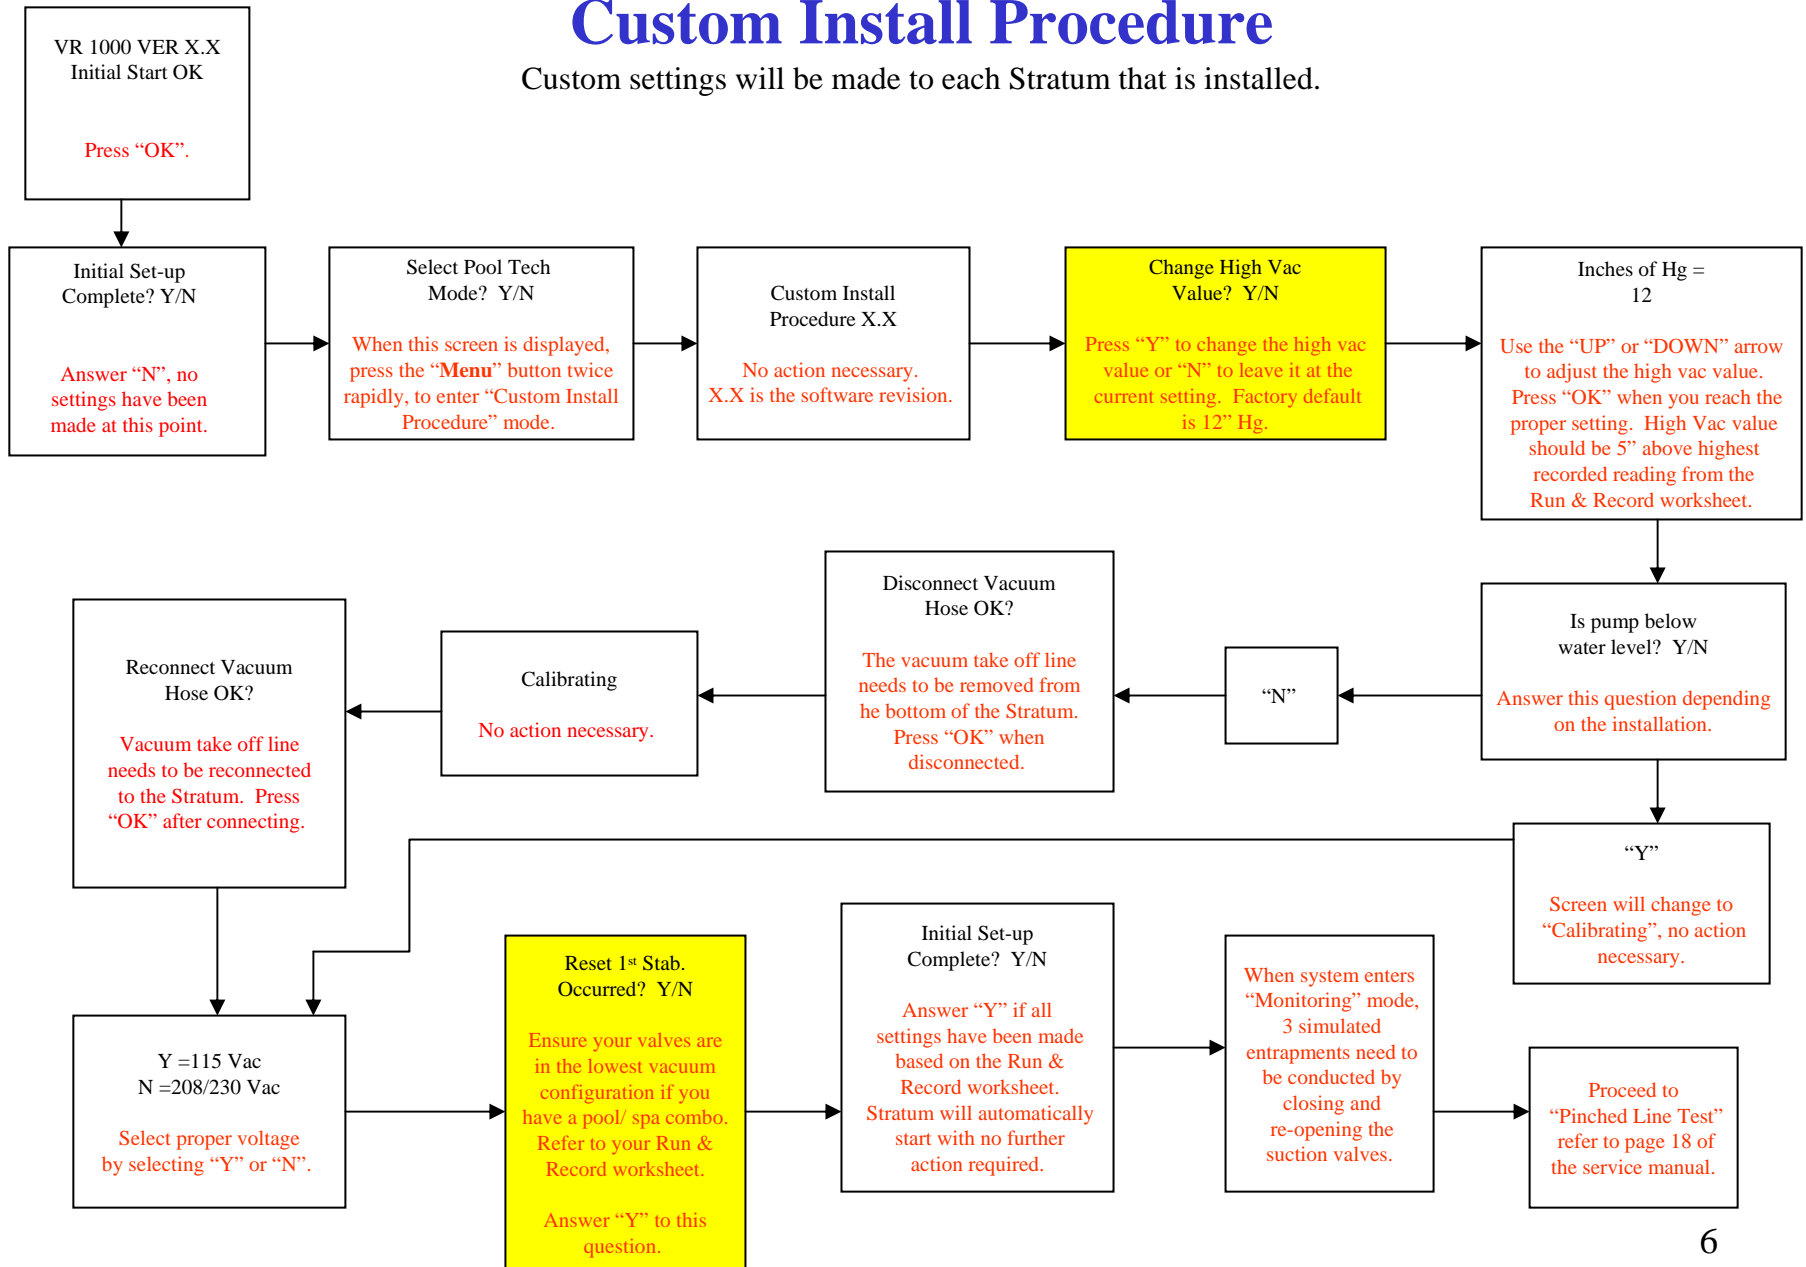 Custom Install Procedure
Custom settings will be made to each Stratum that is installed.
VR 1000 VER X.X
Initial Start OK
Press “OK”.
Initial Set-up
Complete? Y/N
Answer “N”, no
settings have been
made at this point.
Select Pool Tech
Mode?  Y/N
When this screen is displayed,
press the “Menu” button twice
rapidly, to enter “Custom Install
Procedure” mode.
Custom Install
Procedure X.X
No action necessary.
X.X is the software revision.
Change High Vac
Value?  Y/N
Press “Y” to change the high vac
value or “N” to leave it at the
current setting.  Factory default
is 12” Hg.
Inches of Hg =
12
Use the “UP” or “DOWN” arrow
to adjust the high vac value.
Press “OK” when you reach the
proper setting.  High Vac value
should be 5” above highest
recorded reading from the
Run & Record worksheet.
Is pump below
water level?  Y/N
Answer this question depending
on the installation.
“N”
Disconnect Vacuum
Hose OK?
The vacuum take off line
needs to be removed from
he bottom of the Stratum.
Press “OK” when
disconnected.
Calibrating
No action necessary.
Reconnect Vacuum
Hose OK?
Vacuum take off line
needs to be reconnected
to the Stratum.  Press
“OK” after connecting.
“Y”
Screen will change to
“Calibrating”, no action
necessary.
Y =115 Vac
N =208/230 Vac
Select proper voltage
by selecting “Y” or “N”.
Reset 1st Stab.
Occurred?  Y/N
Ensure your valves are
in the lowest vacuum
configuration if you
have a pool/ spa combo.
Refer to your Run &
Record worksheet.
Answer “Y” to this
question.
Initial Set-up
Complete?  Y/N
Answer “Y” if all
settings have been made
based on the Run &
Record worksheet.
Stratum will automatically
start with no further
action required.
When system enters
“Monitoring” mode,
3 simulated
entrapments need to
be conducted by
closing and
re-opening the
suction valves.
Proceed to
“Pinched Line Test”
refer to page 18 of
the service manual.
6